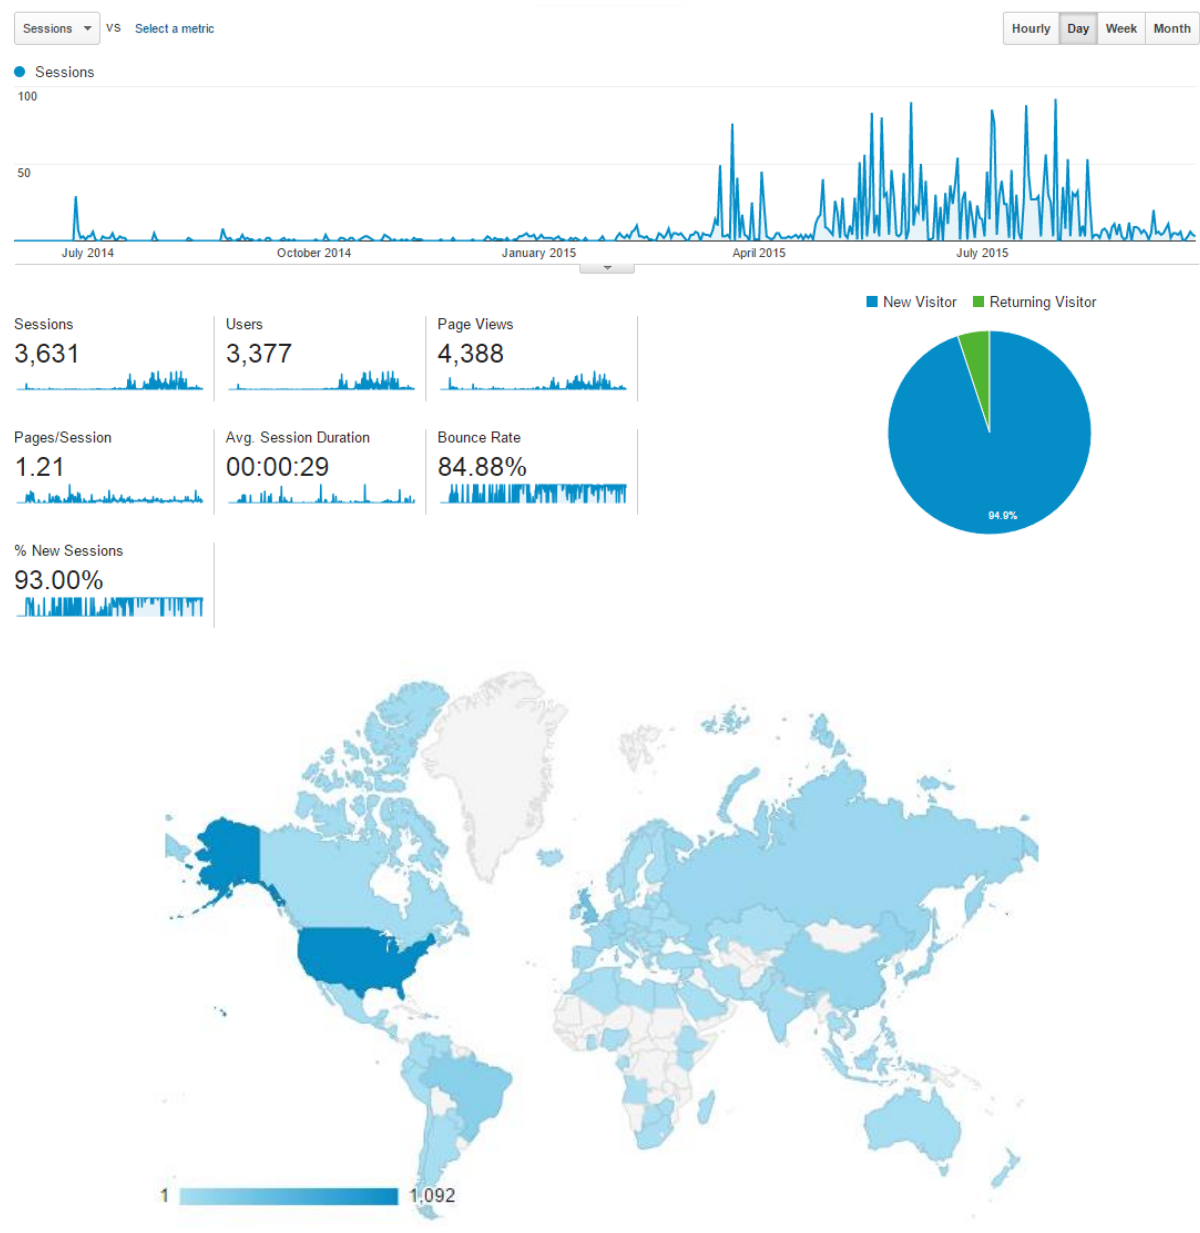 Sessions VS Select a metric Hourly Day Week Month
Sessions
100
50
July 2014 October 2014 January 2015 April 2015 July 2015
New Visitor Returning Visitor
Sessions Users Page Views
3,631 3,377 4,388
Pages/Session Avg. Session Duration Bounce Rate
1.21 00:00:29 84.88%
94.9%
% New Sessions
93.00%
1 1,092